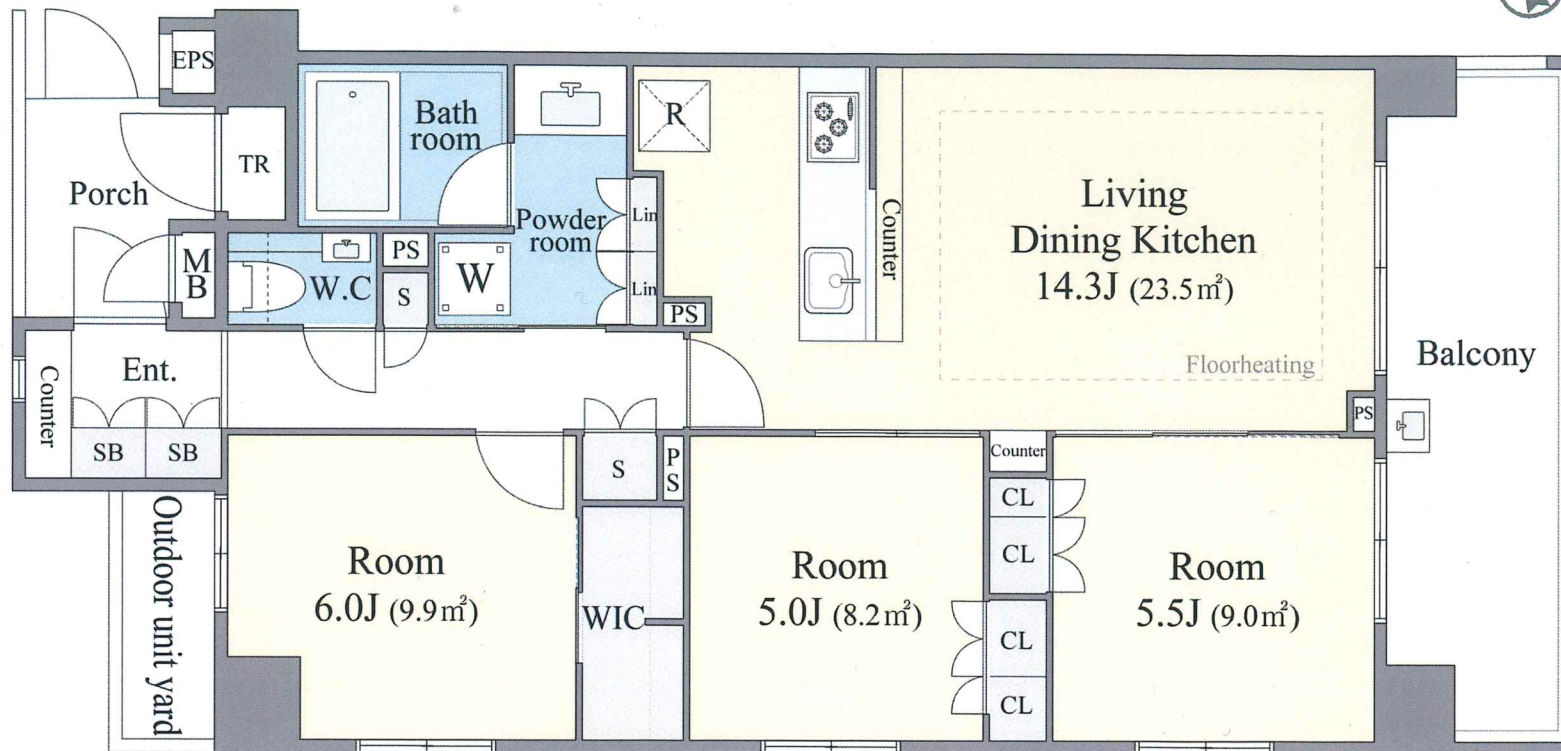 EPS
Porch
TR
M
B
Bath
room
Powder
room
Lin
Lin
W.C
PS
S
W
R
PS
Counter
Living
Dining Kitchen
14.3J (23.5㎡)
Floorheating
PS
Balcony
Counter
Ent.
SB
SB
Outdoor unit yard
Room
6.0J (9.9㎡)
S
P
S
WIC
Room
5.0J (8.2㎡)
Counter
CL
CL
CL
CL
Room
5.5J (9.0㎡)